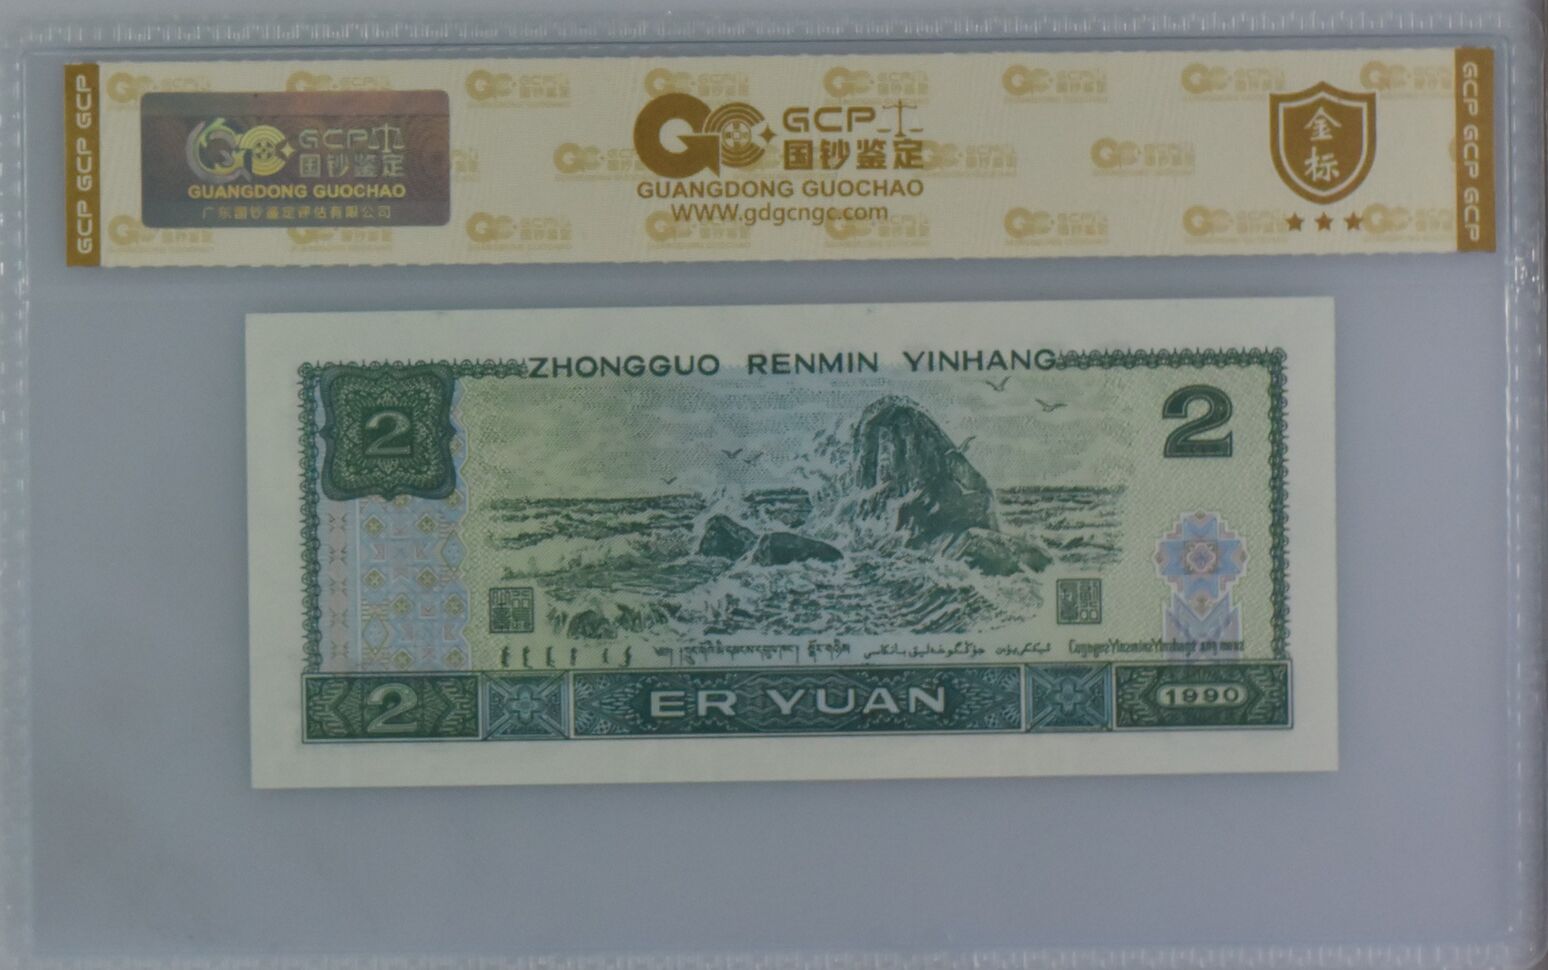 GCP GCP GCP
GCP
国钞鉴定
GUANGDONG GUOCHAO
广东国钞鉴定评估有限公司
GCP
国钞鉴定
GUANGDONG GUOCHAO
WWW.gdgcngc.com
金标
GCP GCP GCP
ZHONGGUO RENMIN YINHANG
2
2
2
ER YUAN
1990